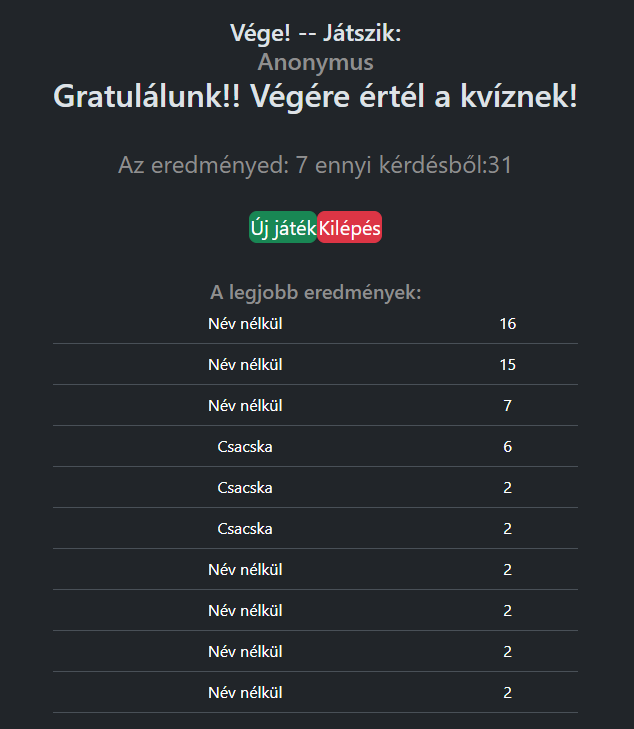 Vége! -- Játszik:
Anonymus
Gratulálunk!! Végére értél a kvíznek!
Az eredményed: 7 ennyi kérdésből:31
Új játék Kilépés
A legjobb eredmények:
Név nélkül 16
Név nélkül 15
Név nélkül 7
Csacska 6
Csacska 2
Csacska 2
Név nélkül 2
Név nélkül 2
Név nélkül 2
Név nélkül 2